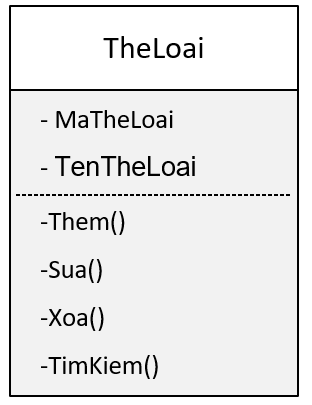 TheLoai
- MaTheLoai
- TenTheLoai
-Them()
-Sua()
-Xoa()
-TimKiem()